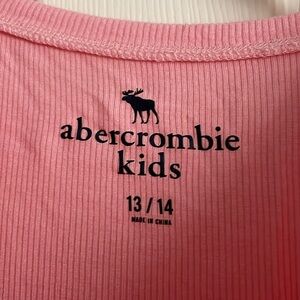 abercrombie
kids
13 / 14
MADE IN CHINA